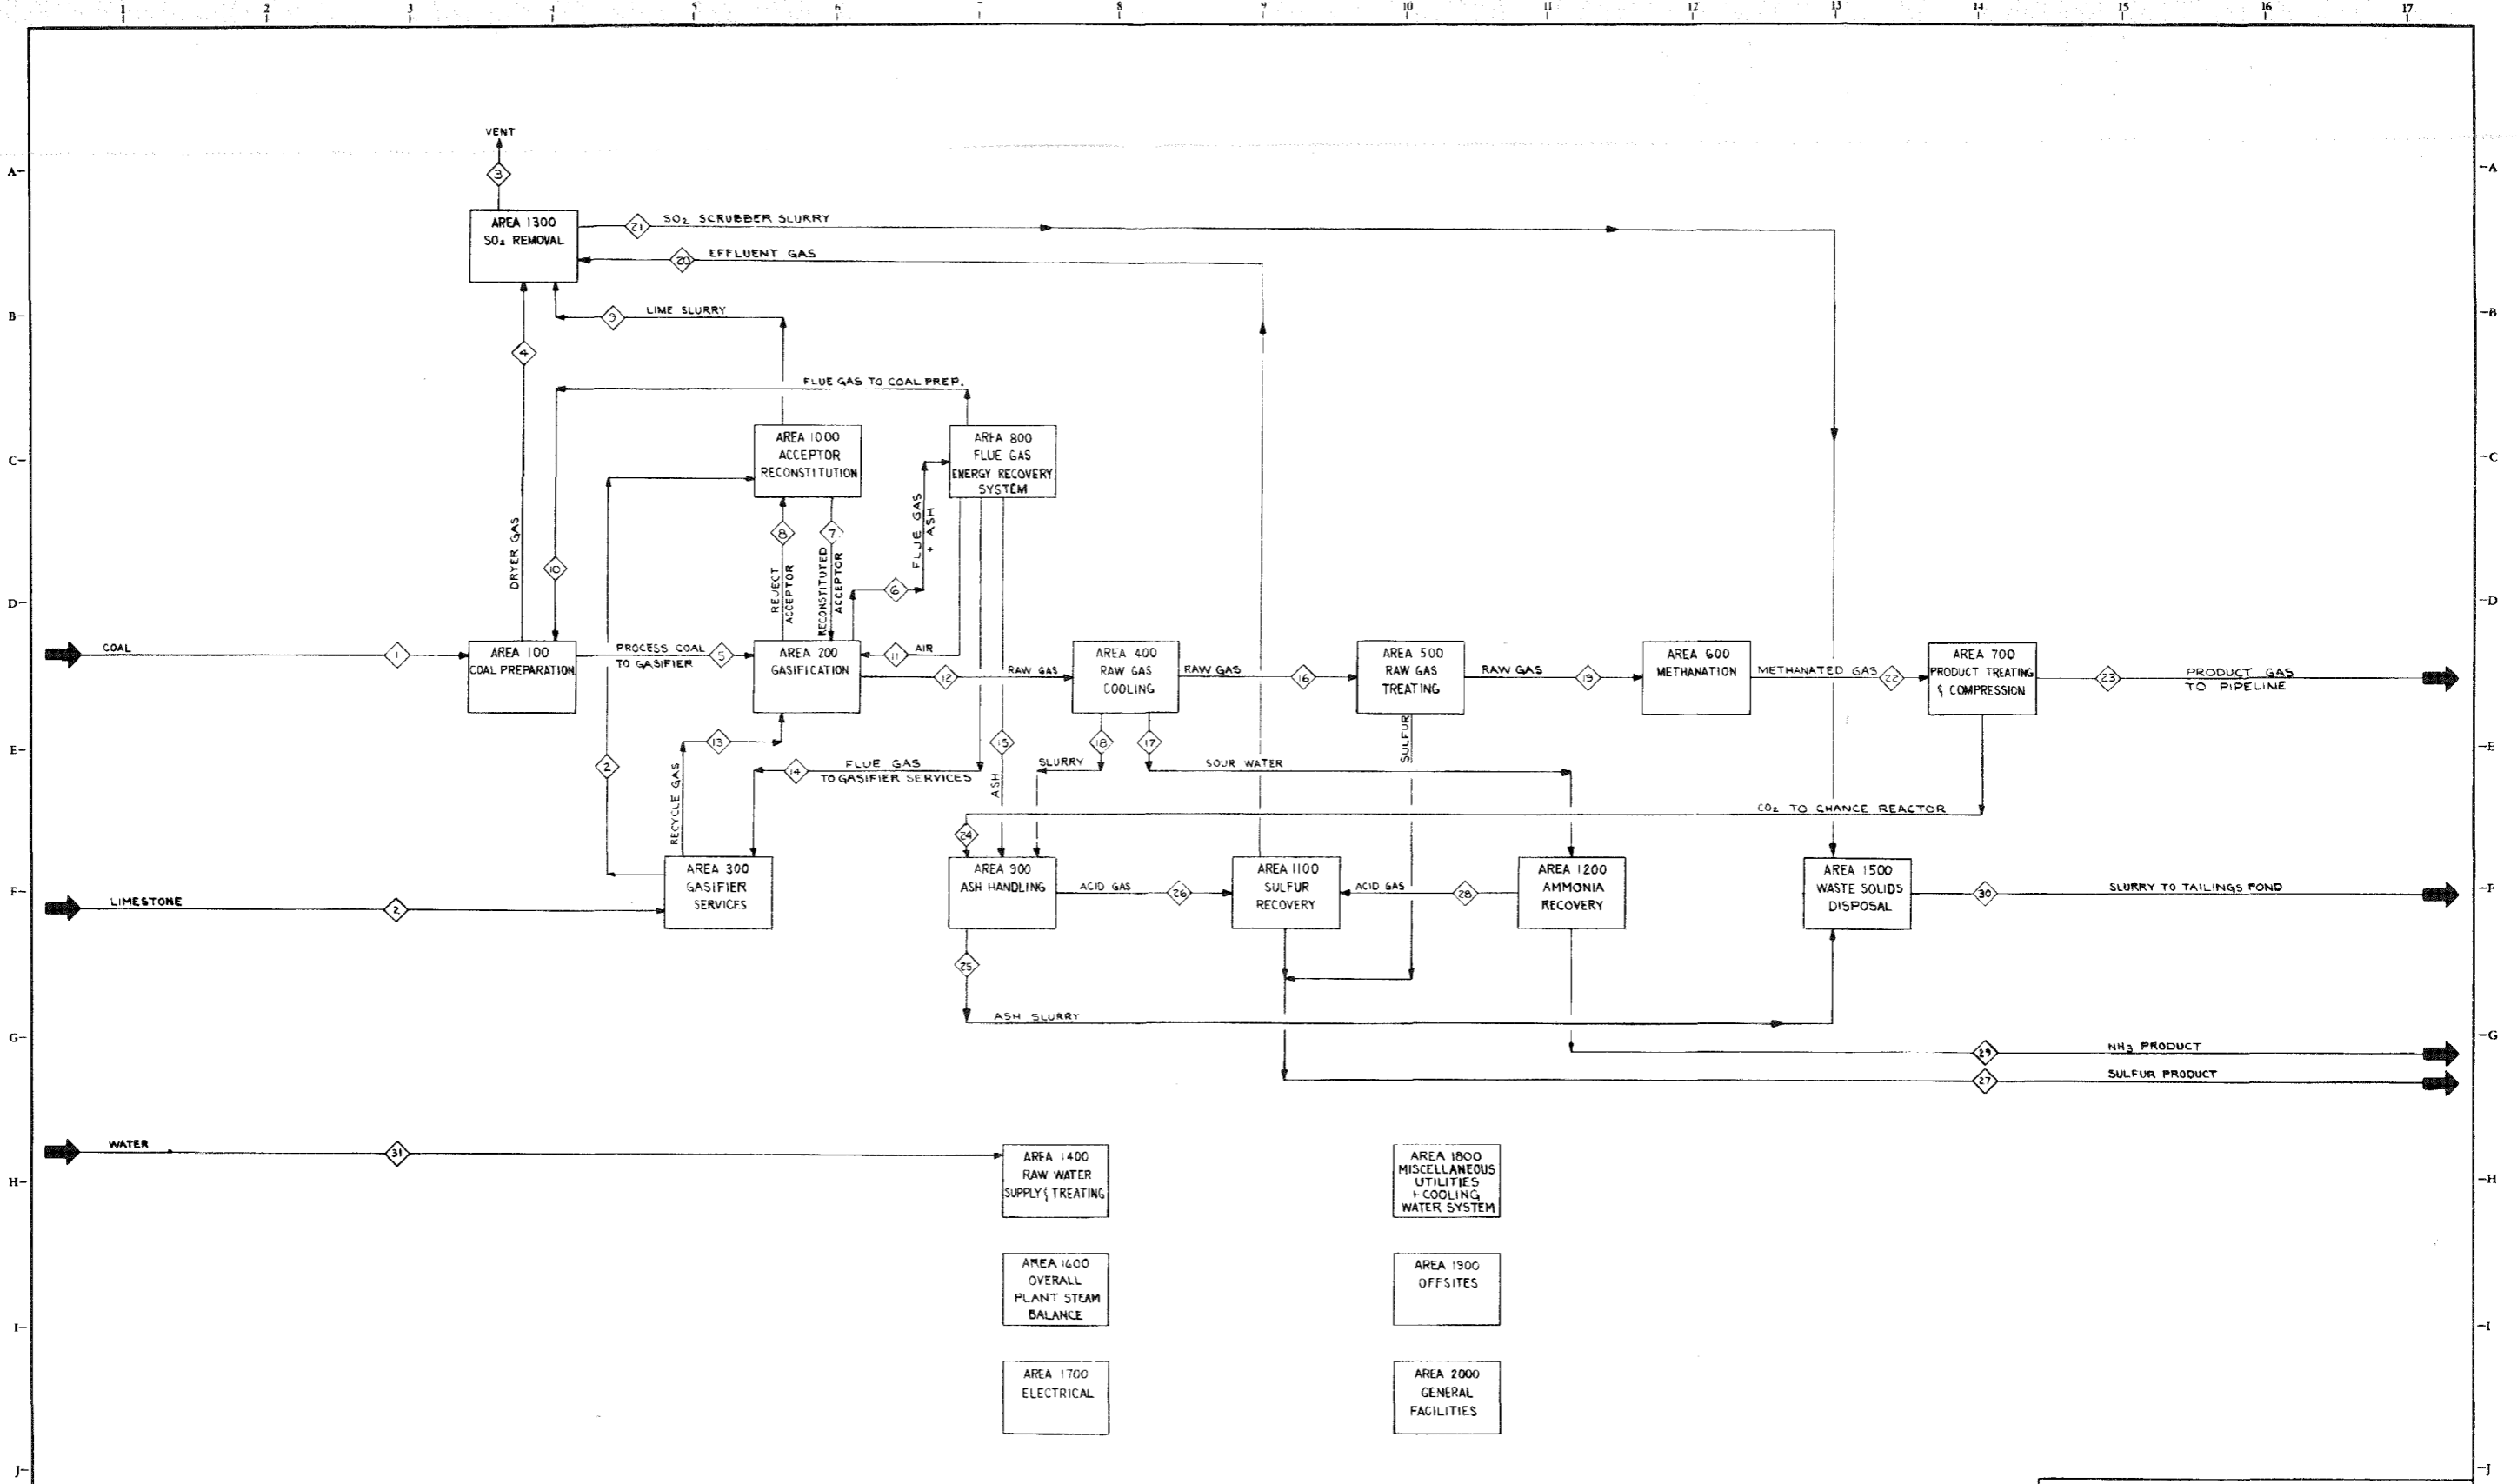 1 2 3 4 5 6 7 8 9 10 11 12 13 14 15 16 17
VENT
A
3
A
AREA 1300
SO₂ REMOVAL
21
SO₂ SCRUBBER SLURRY
20
EFFLUENT GAS
B
9
LIME SLURRY
B
4
FLUE GAS TO COAL PREP.
C
AREA 1000
ACCEPTOR
RECONSTITUTION
AREA 800
FLUE GAS
ENERGY RECOVERY
SYSTEM
C
DRYER GAS
10
8
7
REJECT
ACCEPTOR
RECONSTITUTED
ACCEPTOR
6
FLUE GAS
+ ASH
D
D
COAL
1
AREA 100
COAL PREPARATION
PROCESS COAL
TO GASIFIER
5
AREA 200
GASIFICATION
11
AIR
12
RAW GAS
AREA 400
RAW GAS
COOLING
RAW GAS
16
AREA 500
RAW GAS
TREATING
RAW GAS
19
AREA 600
METHANATION
METHANATED GAS
22
AREA 700
PRODUCT TREATING
& COMPRESSION
23
PRODUCT GAS
TO PIPELINE
E
2
13
RECYCLE GAS
14
FLUE GAS
TO GASIFIER SERVICES
15
ASH
18
SLURRY
17
SOUR WATER
SULFUR
E
CO₂ TO CHANCE REACTOR
24
F
LIMESTONE
2
AREA 300
GASIFIER
SERVICES
AREA 900
ASH HANDLING
ACID GAS
26
AREA 1100
SULFUR
RECOVERY
ACID GAS
28
AREA 1200
AMMONIA
RECOVERY
AREA 1500
WASTE SOLIDS
DISPOSAL
30
SLURRY TO TAILINGS POND
F
25
ASH SLURRY
G
G
29
NH₃ PRODUCT
27
SULFUR PRODUCT
WATER
31
H
AREA 1400
RAW WATER
SUPPLY & TREATING
AREA 1800
MISCELLANEOUS
UTILITIES
+ COOLING
WATER SYSTEM
H
AREA 1600
OVERALL
PLANT STEAM
BALANCE
AREA 1900
OFFSITES
I
I
AREA 1700
ELECTRICAL
AREA 2000
GENERAL
FACILITIES
J
J